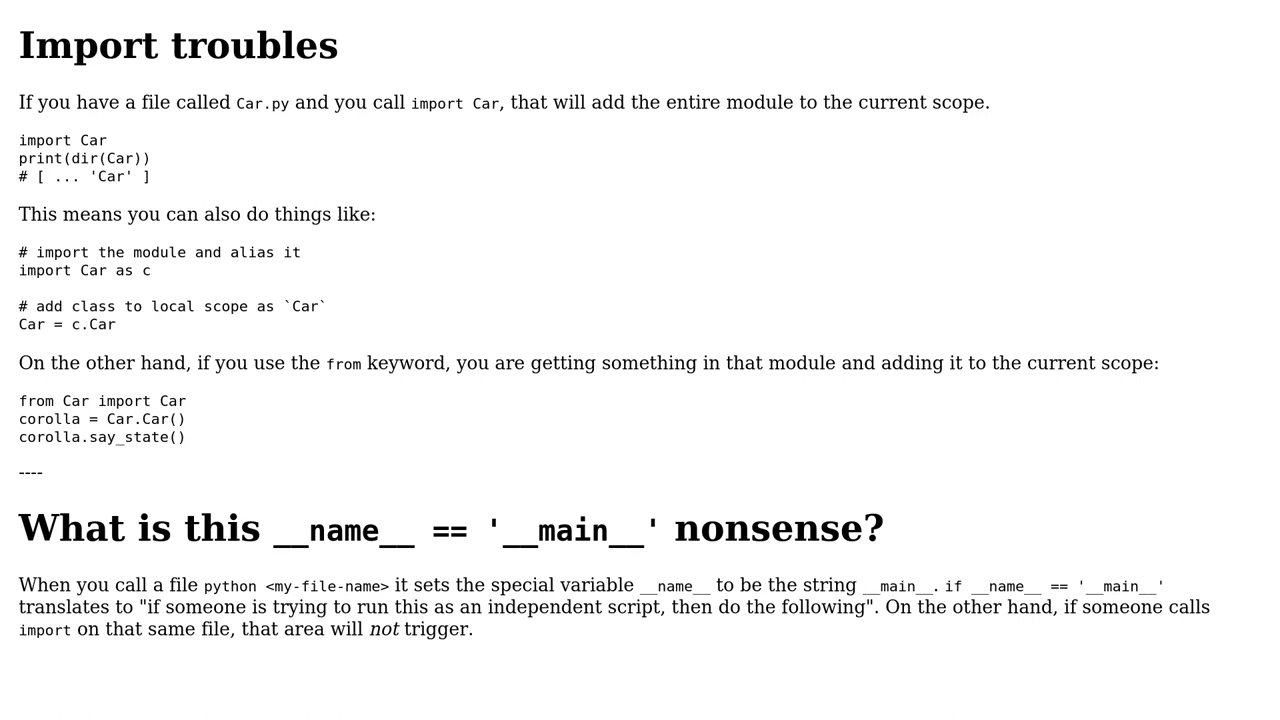 Import troubles
If you have a file called Car.py and you call import Car, that will add the entire module to the current scope.
import Car
print(dir(Car))
# [ ... 'Car' ]
This means you can also do things like:
# import the module and alias it
import Car as c
# add class to local scope as `Car`
Car = c.Car
On the other hand, if you use the from keyword, you are getting something in that module and adding it to the current scope:
from Car import Car
corolla = Car.Car()
corolla.say_state()
----
What is this __name__ == '__main__' nonsense?
When you call a file python <my-file-name> it sets the special variable __name__ to be the string __main__. if __name__ == '__main__'
translates to "if someone is trying to run this as an independent script, then do the following". On the other hand, if someone calls
import on that same file, that area will not trigger.